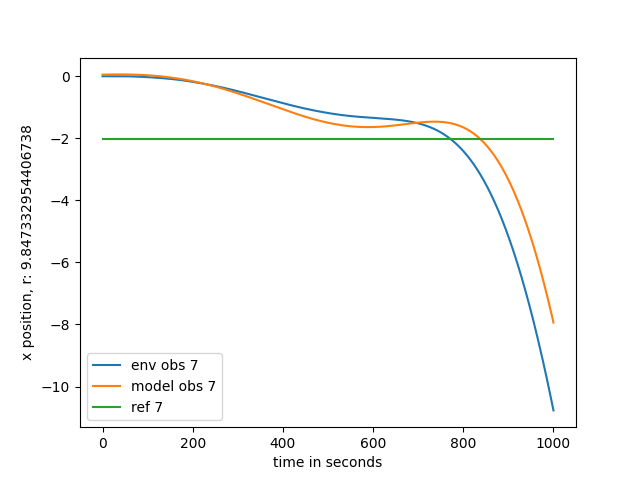 0
−2
−4
−6
−8
−10
x position, r: 9.847332954406738
env obs 7
model obs 7
ref 7
0
200
400
600
800
1000
time in seconds